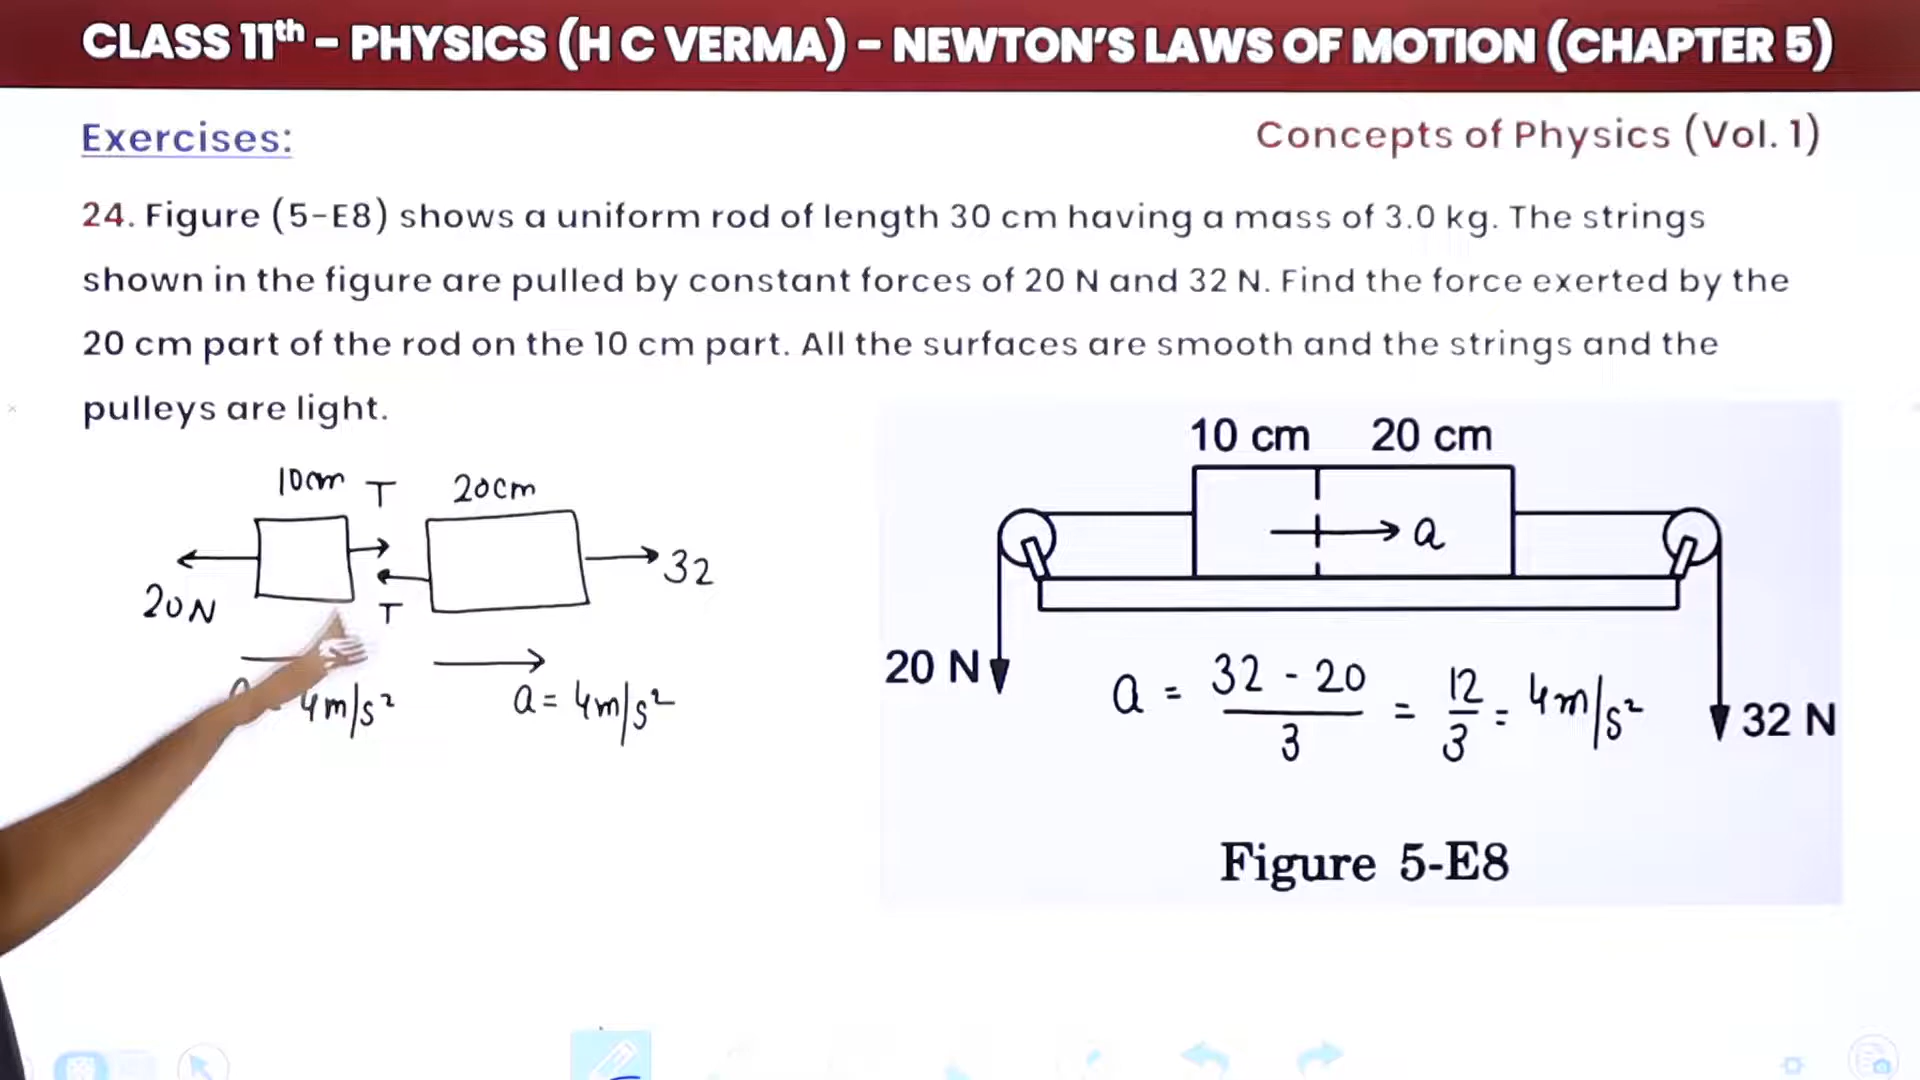 CLASS 11th – PHYSICS (H C VERMA) – NEWTON'S LAWS OF MOTION (CHAPTER 5)
Exercises:
Concepts of Physics (Vol. 1)
24. Figure (5-E8) shows a uniform rod of length 30 cm having a mass of 3.0 kg. The strings
shown in the figure are pulled by constant forces of 20 N and 32 N. Find the force exerted by the
20 cm part of the rod on the 10 cm part. All the surfaces are smooth and the strings and the
pulleys are light.
10cm T 20cm
20N T 32
4m/s² a = 4m/s²
10 cm 20 cm
a
20 N
a = 32 - 20 / 3 = 12 / 3 = 4m/s²
32 N
Figure 5-E8